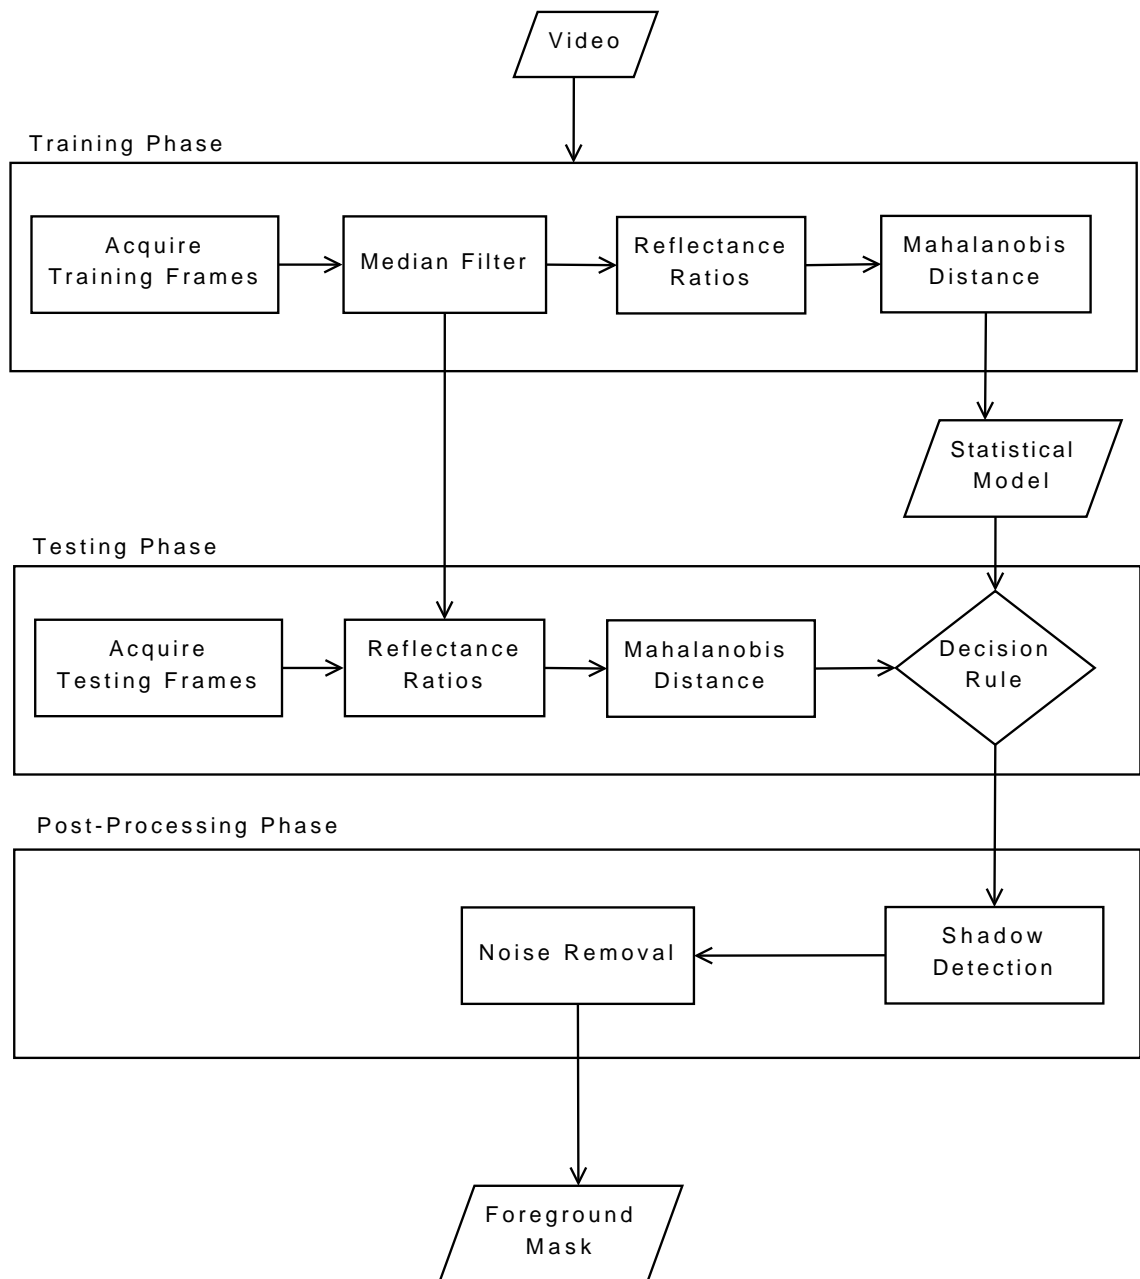 Video
Training Phase
Acquire
Training Frames
Median Filter
Reflectance
Ratios
Mahalanobis
Distance
Statistical
Model
Testing Phase
Acquire
Testing Frames
Reflectance
Ratios
Mahalanobis
Distance
Decision
Rule
Post-Processing Phase
Noise Removal
Shadow
Detection
Foreground
Mask